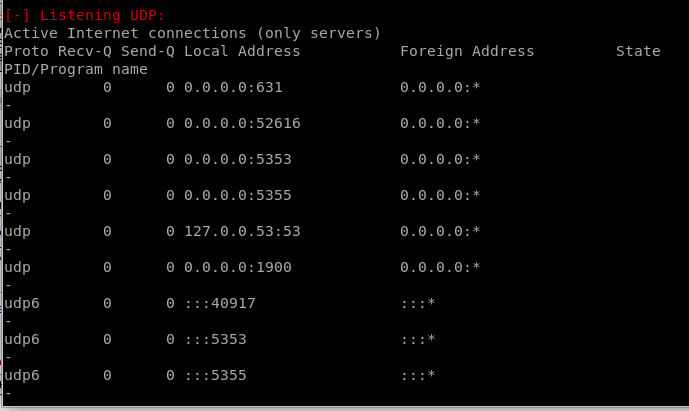 [-] Listening UDP:
Active Internet connections (only servers)
Proto Recv-Q Send-Q Local Address           Foreign Address         State
PID/Program name
udp        0      0 0.0.0.0:631             0.0.0.0:*
-
udp        0      0 0.0.0.0:52616           0.0.0.0:*
-
udp        0      0 0.0.0.0:5353            0.0.0.0:*
-
udp        0      0 0.0.0.0:5355            0.0.0.0:*
-
udp        0      0 127.0.0.53:53           0.0.0.0:*
-
udp        0      0 0.0.0.0:1900            0.0.0.0:*
-
udp6       0      0 :::40917                :::*
-
udp6       0      0 :::5353                 :::*
-
udp6       0      0 :::5355                 :::*
-